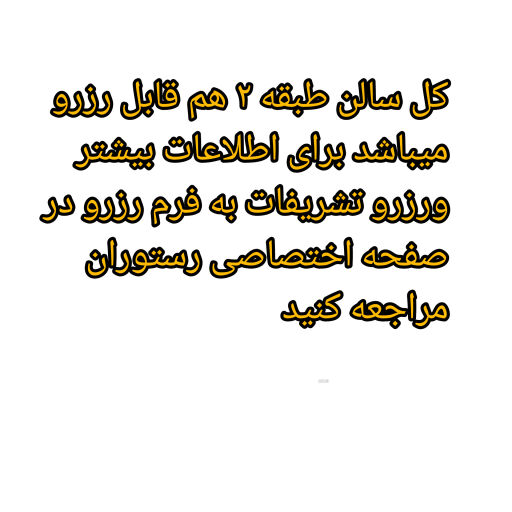 کل سالن طبقه ۲ هم قابل رزرو
میباشد برای اطلاعات بیشتر
ورزرو تشریفات به فرم رزرو در
صفحه اختصاصی رستوران
مراجعه کنید